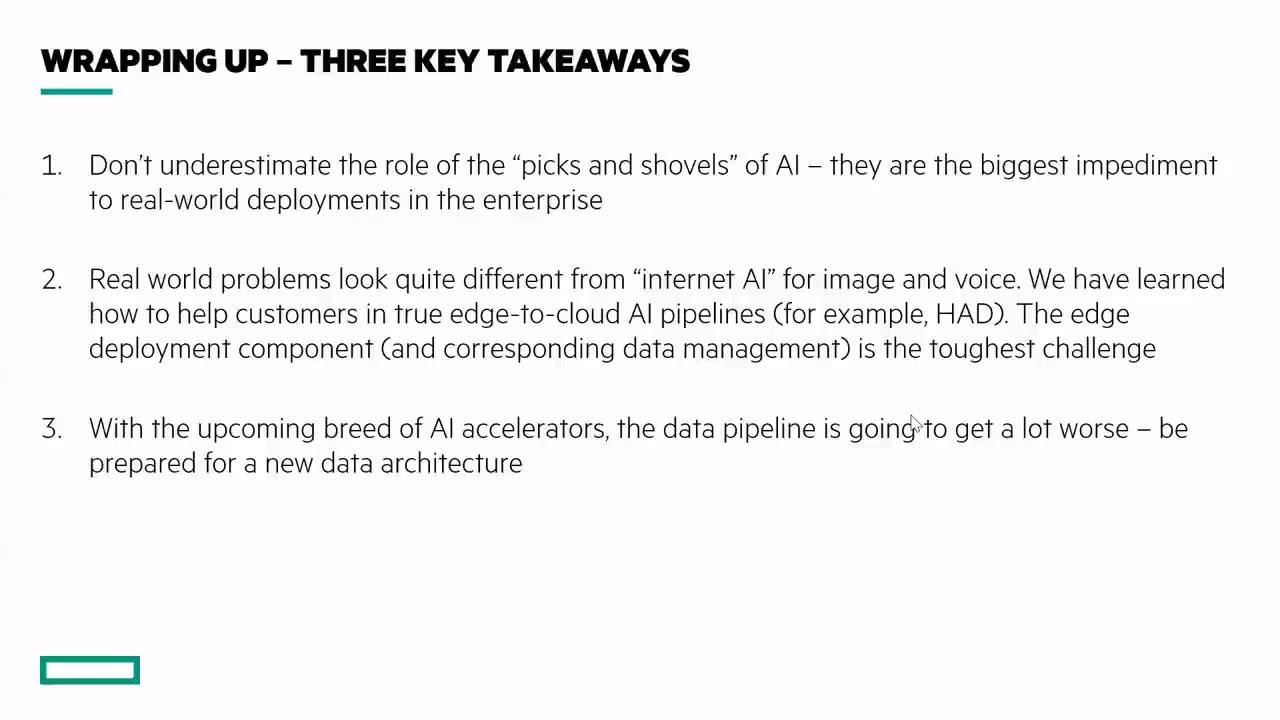 WRAPPING UP – THREE KEY TAKEAWAYS
1. Don’t underestimate the role of the “picks and shovels” of AI – they are the biggest impediment
to real-world deployments in the enterprise
2. Real world problems look quite different from “internet AI” for image and voice. We have learned
how to help customers in true edge-to-cloud AI pipelines (for example, HAD). The edge
deployment component (and corresponding data management) is the toughest challenge
3. With the upcoming breed of AI accelerators, the data pipeline is going to get a lot worse – be
prepared for a new data architecture